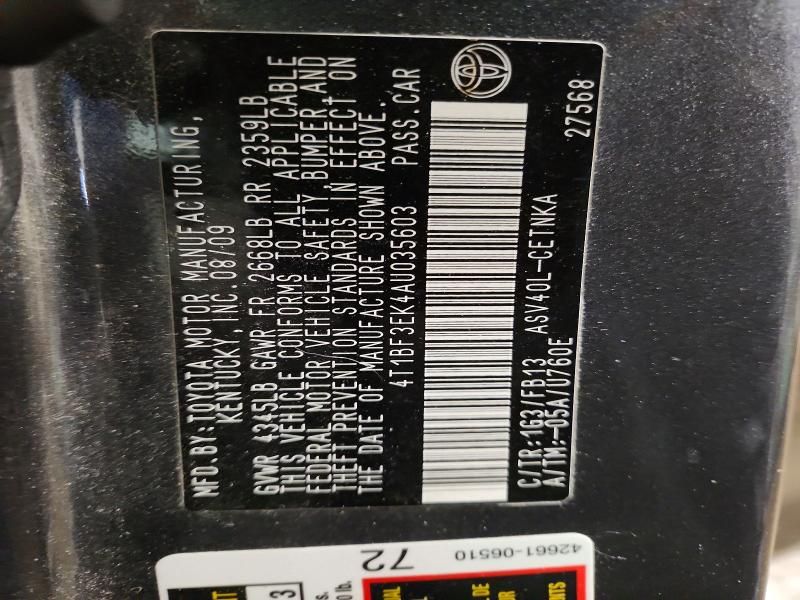 MFD.BY:TOYOTA MOTOR MANUFACTURING,
KENTUCKY, INC. 08/09
GVWR 4345LB GAWR FR 2668LB RR 2359LB
THIS VEHICLE CONFORMS TO ALL APPLICABLE
FEDERAL MOTOR VEHICLE SAFETY, BUMPER, AND
THEFT PREVENTION STANDARDS IN EFFECT ON
THE DATE OF MANUFACTURE SHOWN ABOVE.
4T1BF3EK4AU035603 PASS.CAR
C/TR:1G3/FB13 ASV40L-CETNKA
A/TM:-05A/U760E
27568
42661-06510
72
3